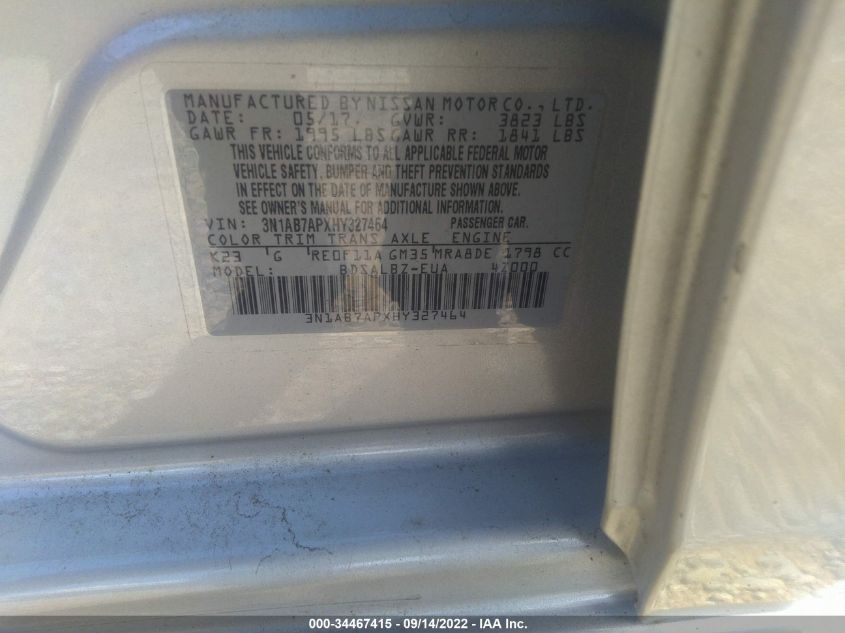 MANUFACTURED BY NISSAN MOTOR CO., LTD.
DATE: 05/17. GVWR: 3823 LBS
GAWR FR: 1995 LBS GAWR RR: 1841 LBS
THIS VEHICLE CONFORMS TO ALL APPLICABLE FEDERAL MOTOR
VEHICLE SAFETY, BUMPER AND THEFT PREVENTION STANDARDS
IN EFFECT ON THE DATE OF MANUFACTURE SHOWN ABOVE.
SEE OWNER'S MANUAL FOR ADDITIONAL INFORMATION.
VIN: 3N1AB7APXHY327464 PASSENGER CAR.
COLOR TRIM TRANS AXLE ENGINE
K23 G RE0F11A GM35 MRA8DE 1798 CC
MODEL: BDSALBZ-EUA 4Z000
3N1AB7APXHY327464
000-34467415 - 09/14/2022 - IAA Inc.